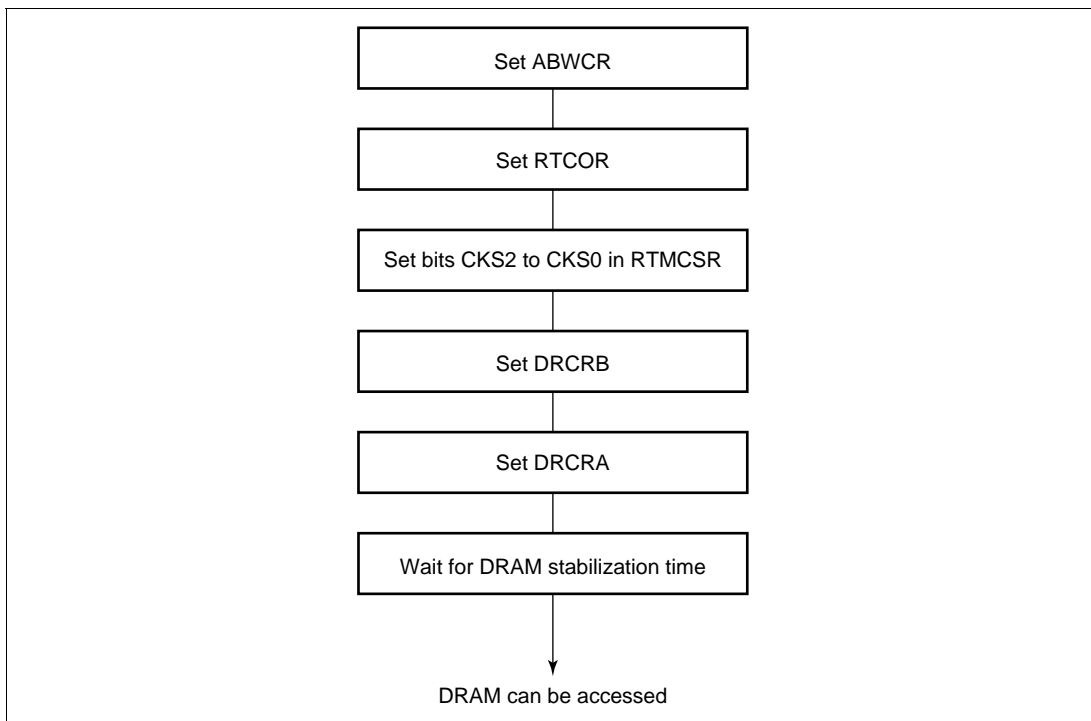 Set ABWCR
Set RTCOR
Set bits CKS2 to CKS0 in RTMCSR
Set DRCRB
Set DRCRA
Wait for DRAM stabilization time
DRAM can be accessed